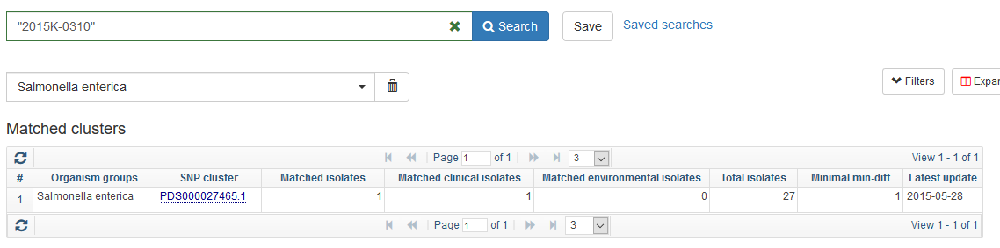 "2015K-0310" Search Save Saved searches
Salmonella enterica Filters Expan
Matched clusters
Page 1 of 1 3 View 1 - 1 of 1
# Organism groups SNP cluster Matched isolates Matched clinical isolates Matched environmental isolates Total isolates Minimal min-diff Latest update
1 Salmonella enterica PDS000027465.1 1 1 0 27 1 2015-05-28
Page 1 of 1 3 View 1 - 1 of 1